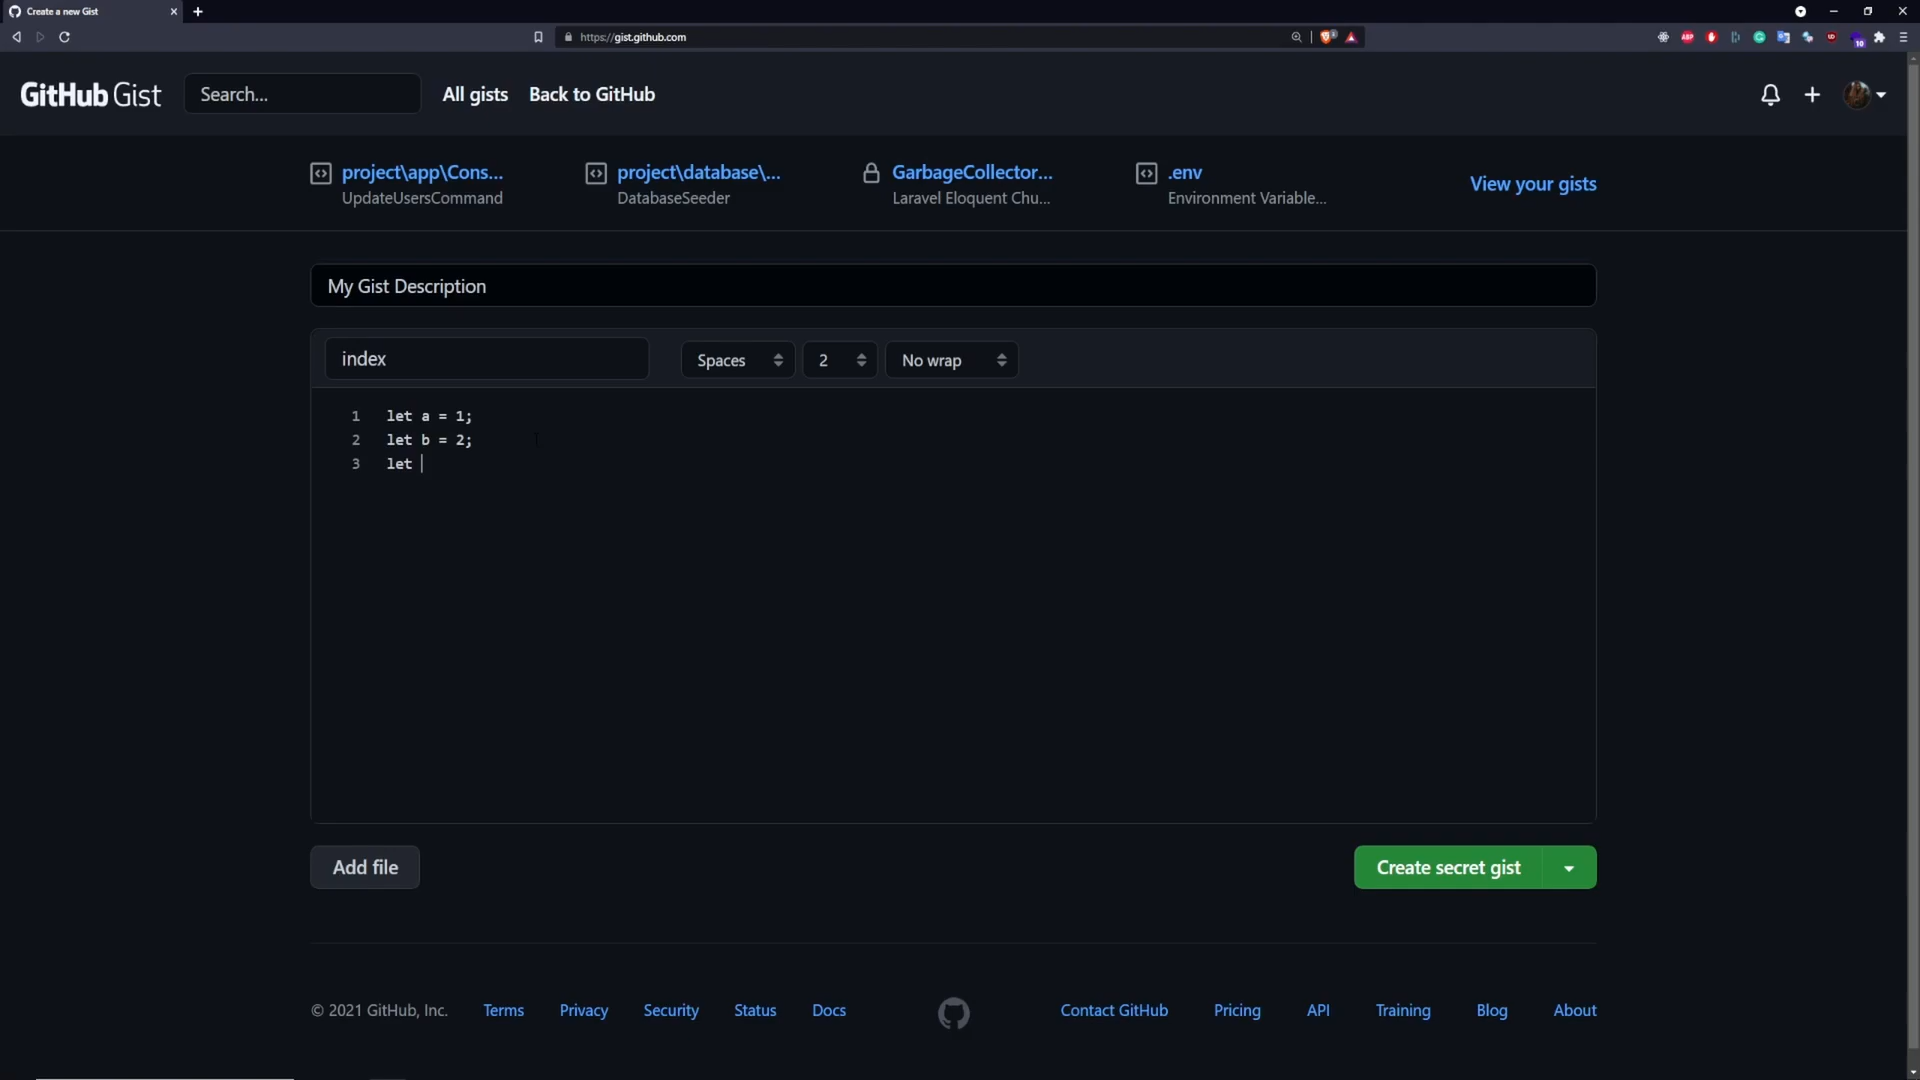 Create a new Gist
https://gist.github.com
GitHub Gist
Search...
All gists
Back to GitHub
project\app\Cons...
UpdateUsersCommand
project\database\...
DatabaseSeeder
GarbageCollector...
Laravel Eloquent Chu...
.env
Environment Variable...
View your gists
My Gist Description
index
Spaces
2
No wrap
1 let a = 1;
2 let b = 2;
3 let
Add file
Create secret gist
© 2021 GitHub, Inc.
Terms
Privacy
Security
Status
Docs
Contact GitHub
Pricing
API
Training
Blog
About